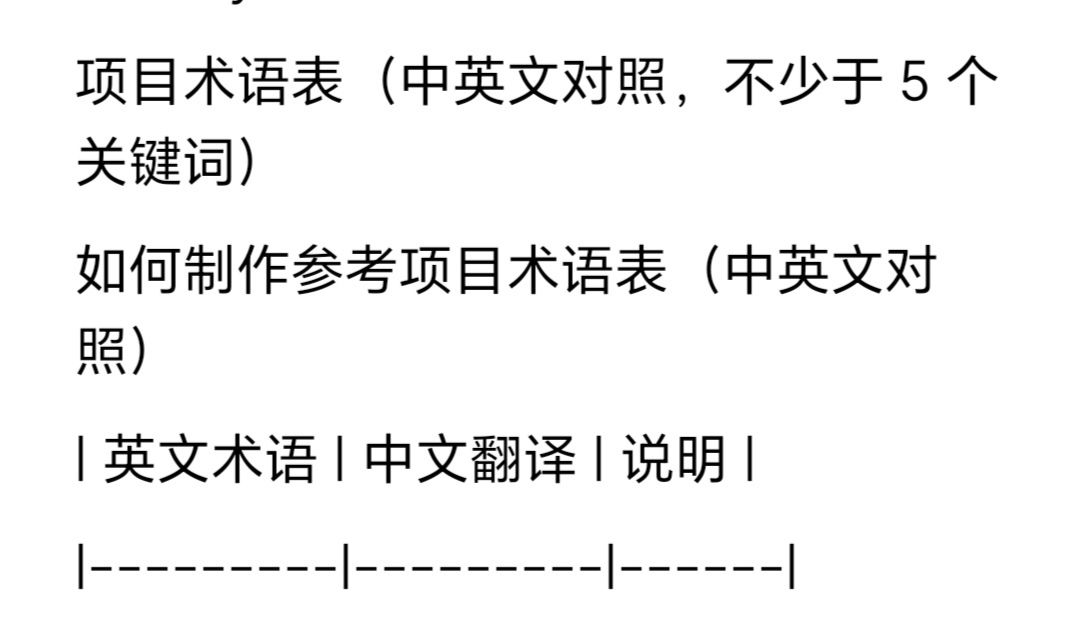 项目术语表（中英文对照，不少于 5 个
关键词）
如何制作参考项目术语表（中英文对
照）
| 英文术语 | 中文翻译 | 说明 |
|---------|---------|------|